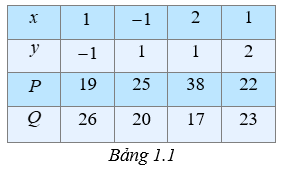 x 1 −1 2 1
y −1 1 1 2
P 19 25 38 22
Q 26 20 17 23
Bảng 1.1